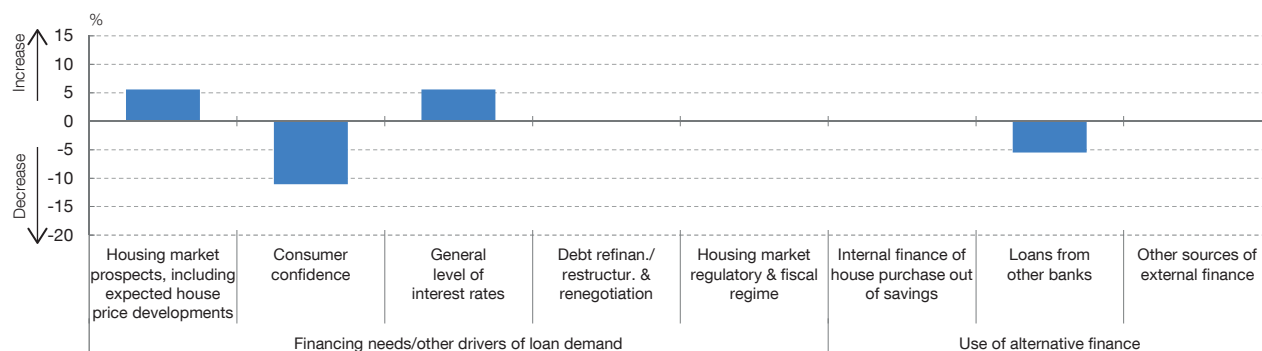 %
15
10
5
0
-5
-10
-15
-20
Increase
Decrease
Housing market
prospects, including
expected house
price developments
Consumer
confidence
General
level of
interest rates
Debt refinan./
restructur. &
renegotiation
Housing market
regulatory & fiscal
regime
Internal finance of
house purchase out
of savings
Loans from
other banks
Other sources of
external finance
Financing needs/other drivers of loan demand
Use of alternative finance